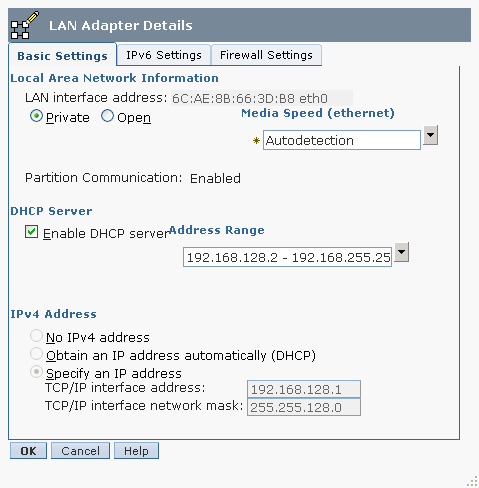 LAN Adapter Details
Basic Settings IPv6 Settings Firewall Settings
Local Area Network Information
LAN interface address: 6C:AE:8B:66:3D:B8 eth0
Private Open Media Speed (ethernet)
* Autodetection
Partition Communication: Enabled
DHCP Server
Enable DHCP server Address Range
192.168.128.2 - 192.168.255.25
IPv4 Address
No IPv4 address
Obtain an IP address automatically (DHCP)
Specify an IP address
TCP/IP interface address: 192.168.128.1
TCP/IP interface network mask: 255.255.128.0
OK Cancel Help